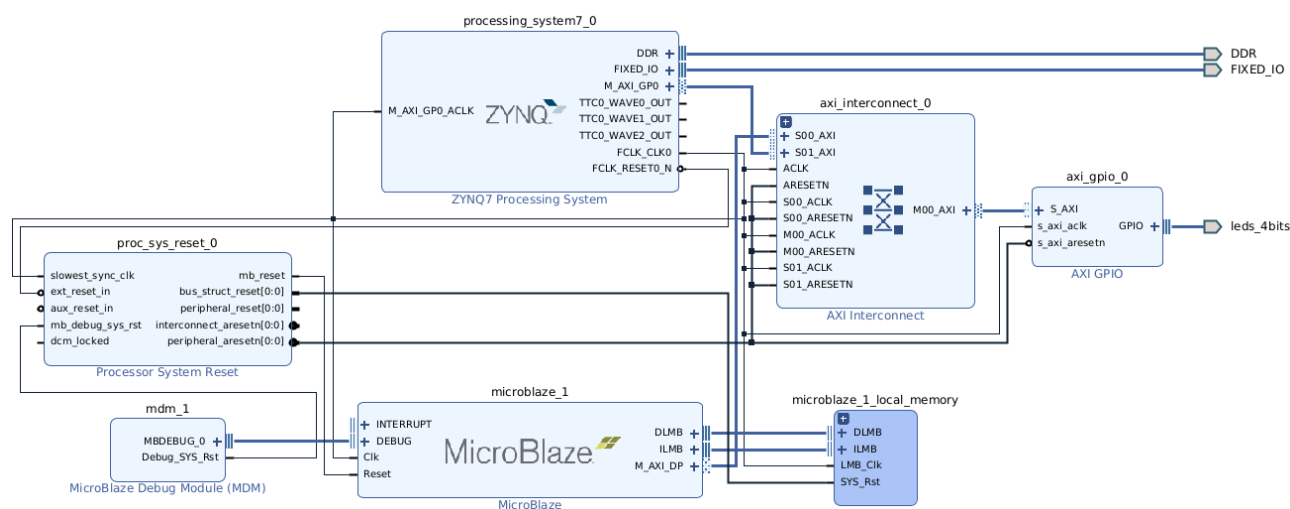 processing_system7_0
DDR
FIXED_IO
M_AXI_GP0
TTC0_WAVE0_OUT
M_AXI_GP0_ACLK
ZYNQ
TTC0_WAVE1_OUT
TTC0_WAVE2_OUT
FCLK_CLK0
FCLK_RESET0_N
ZYNQ7 Processing System
DDR
FIXED_IO
axi_interconnect_0
S00_AXI
S01_AXI
ACLK
ARESETN
S00_ACLK
S00_ARESETN
M00_ACLK
M00_ARESETN
S01_ACLK
S01_ARESETN
M00_AXI
AXI Interconnect
axi_gpio_0
S_AXI
s_axi_aclk
s_axi_aresetn
GPIO
AXI GPIO
leds_4bits
proc_sys_reset_0
slowest_sync_clk
ext_reset_in
aux_reset_in
mb_debug_sys_rst
dcm_locked
mb_reset
bus_struct_reset[0:0]
peripheral_reset[0:0]
interconnect_aresetn[0:0]
peripheral_aresetn[0:0]
Processor System Reset
mdm_1
MBDEBUG_0
Debug_SYS_Rst
MicroBlaze Debug Module (MDM)
microblaze_1
INTERRUPT
DEBUG
Clk
Reset
MicroBlaze
DLMB
ILMB
M_AXI_DP
MicroBlaze
microblaze_1_local_memory
DLMB
ILMB
LMB_Clk
SYS_Rst